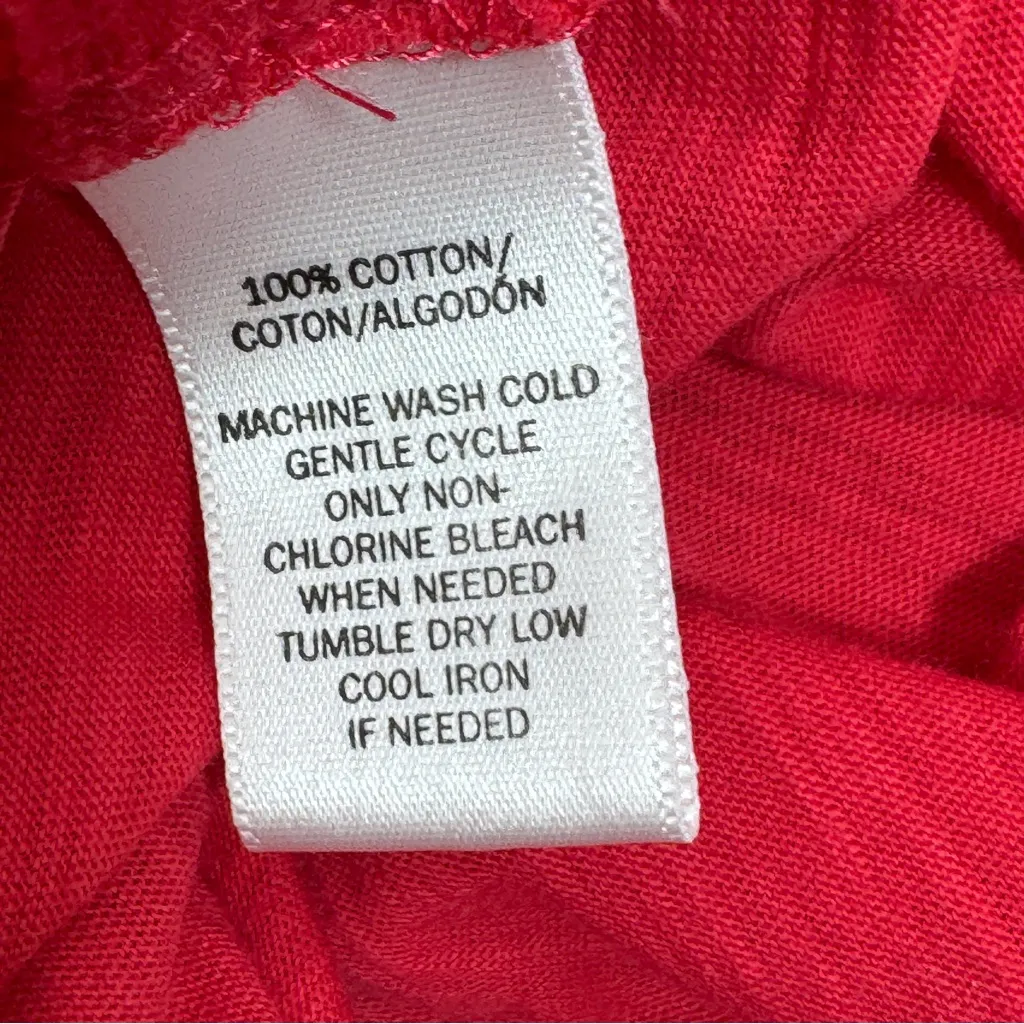 100% COTTON/
COTON/ALGODÓN
MACHINE WASH COLD
GENTLE CYCLE
ONLY NON-
CHLORINE BLEACH
WHEN NEEDED
TUMBLE DRY LOW
COOL IRON
IF NEEDED